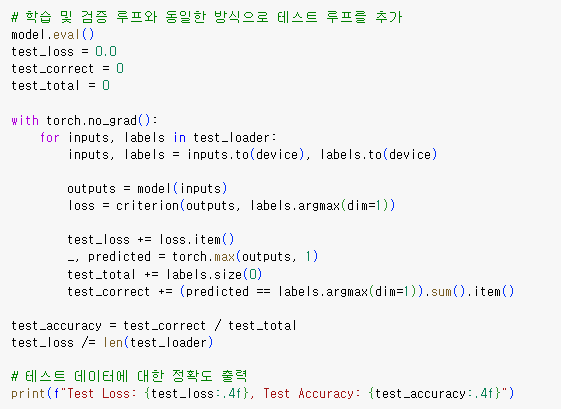 # 학습 및 검증 루프와 동일한 방식으로 테스트 루프를 추가
model.eval()
test_loss = 0.0
test_correct = 0
test_total = 0

with torch.no_grad():
    for inputs, labels in test_loader:
        inputs, labels = inputs.to(device), labels.to(device)

        outputs = model(inputs)
        loss = criterion(outputs, labels.argmax(dim=1))

        test_loss += loss.item()
        _, predicted = torch.max(outputs, 1)
        test_total += labels.size(0)
        test_correct += (predicted == labels.argmax(dim=1)).sum().item()

test_accuracy = test_correct / test_total
test_loss /= len(test_loader)

# 테스트 데이터에 대한 정확도 출력
print(f"Test Loss: {test_loss:.4f}, Test Accuracy: {test_accuracy:.4f}")